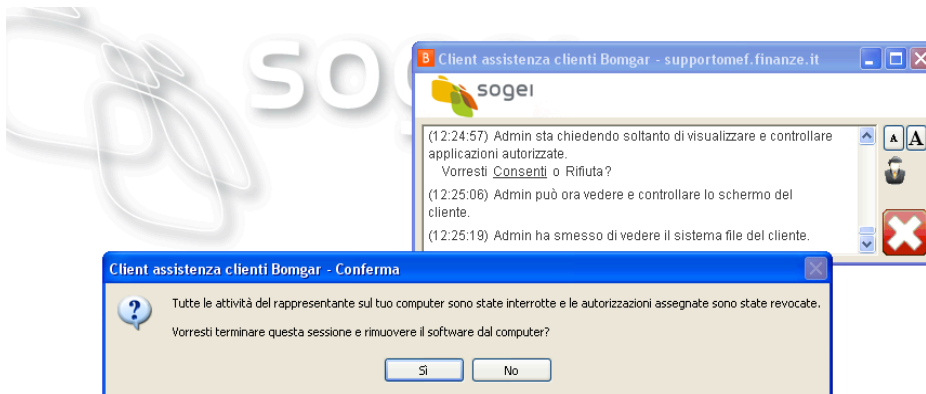 sogei
B Client assistenza clienti Bomgar - supportomef.finanze.it
sogei
(12:24:57) Admin sta chiedendo soltanto di visualizzare e controllare
applicazioni autorizzate.
Vorresti Consenti o Rifiuta?
(12:25:06) Admin può ora vedere e controllare lo schermo del
cliente.
(12:25:19) Admin ha smesso di vedere il sistema file del cliente.
A A
Client assistenza clienti Bomgar - Conferma
Tutte le attività del rappresentante sul tuo computer sono state interrotte e le autorizzazioni assegnate sono state revocate.
Vorresti terminare questa sessione e rimuovere il software dal computer?
Sì
No